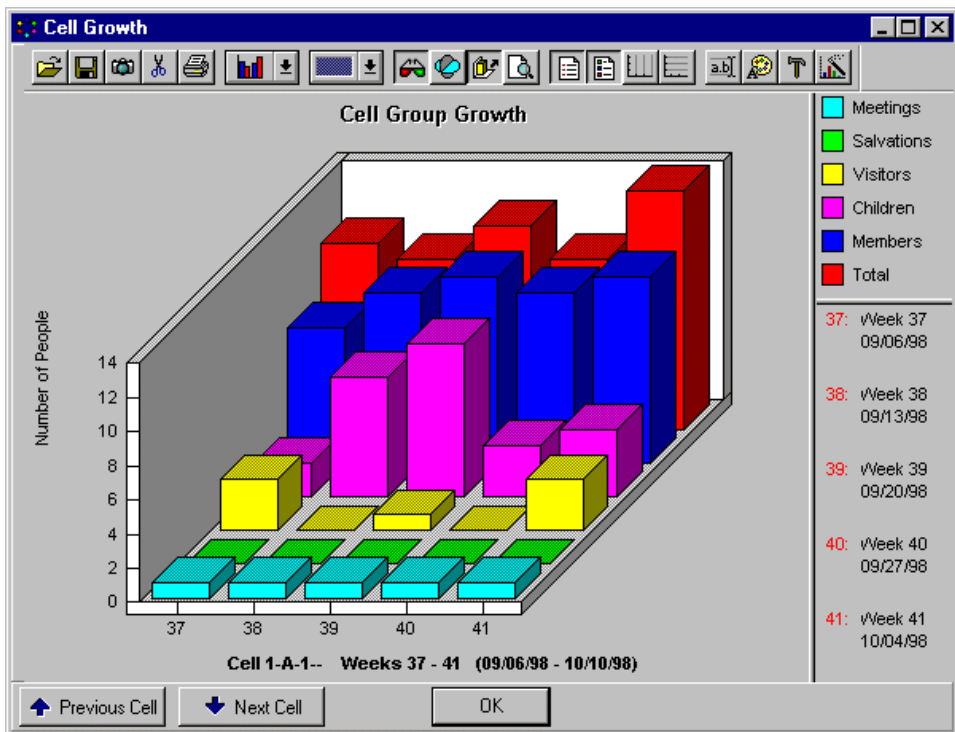 Cell Growth
a.b
Cell Group Growth
Meetings
Salvations
Visitors
Children
Members
Total
Number of People
14
12
10
8
6
4
2
0
37 38 39 40 41
Cell 1-A-1-- Weeks 37 - 41 (09/06/98 - 10/10/98)
37: Week 37
09/06/98
38: Week 38
09/13/98
39: Week 39
09/20/98
40: Week 40
09/27/98
41: Week 41
10/04/98
Previous Cell Next Cell OK